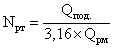 Nрт = Qпод. / 3,16×Qрм